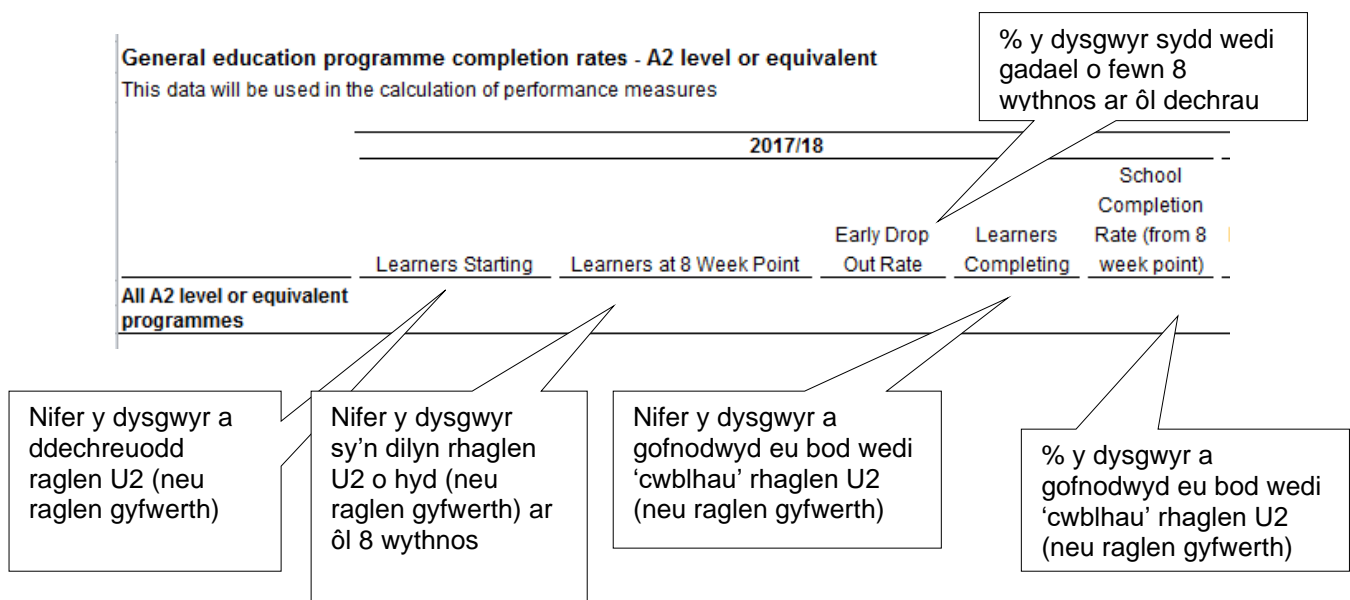 General education programme completion rates - A2 level or equivalent
This data will be used in the calculation of performance measures
% y dysgwyr sydd wedi
gadael o fewn 8
wythnos ar ôl dechrau
2017/18
Learners Starting
Learners at 8 Week Point
Early Drop
Out Rate
Learners
Completing
School
Completion
Rate (from 8
week point)
All A2 level or equivalent
programmes
Nifer y dysgwyr a
ddechreuodd
raglen U2 (neu
raglen gyfwerth)
Nifer y dysgwyr
sy'n dilyn rhaglen
U2 o hyd (neu
raglen gyfwerth) ar
ôl 8 wythnos
Nifer y dysgwyr a
gofnodwyd eu bod wedi
‘cwblhau’ rhaglen U2
(neu raglen gyfwerth)
% y dysgwyr a
gofnodwyd eu bod wedi
‘cwblhau’ rhaglen U2
(neu raglen gyfwerth)